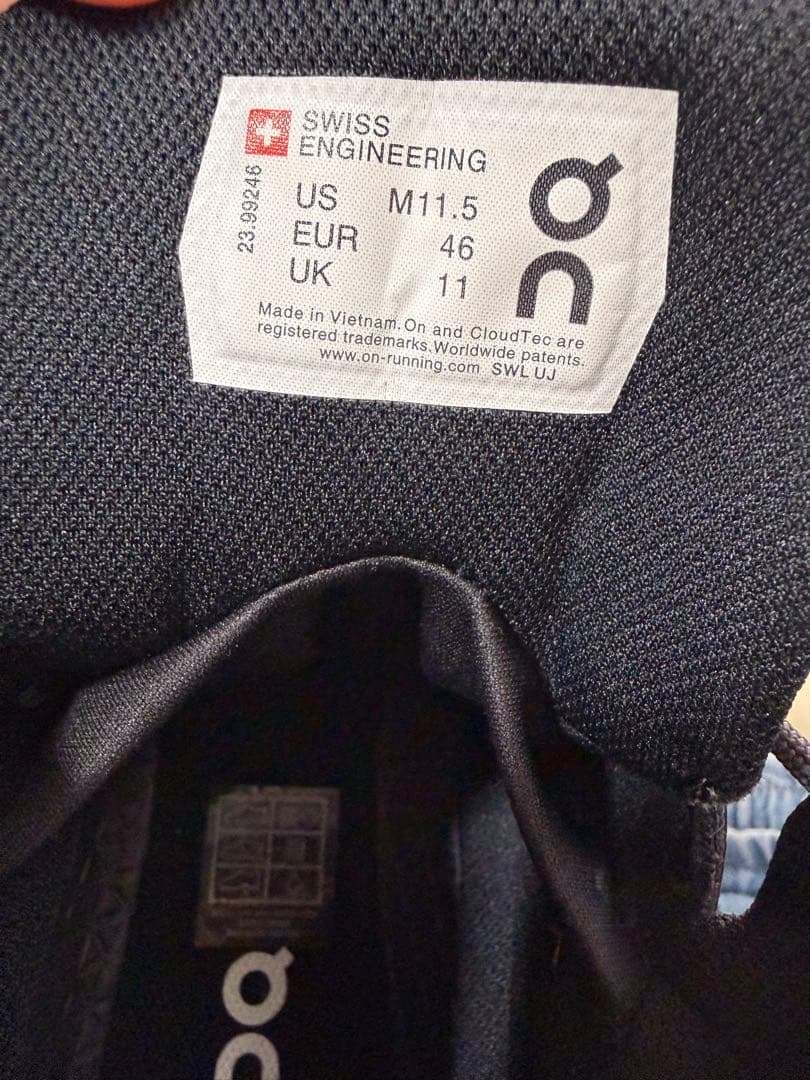 SWISS
ENGINEERING
23.99246
US M11.5
EUR 46
UK 11
Made in Vietnam. On and CloudTec are
registered trademarks. Worldwide patents.
www.on-running.com SWL UJ